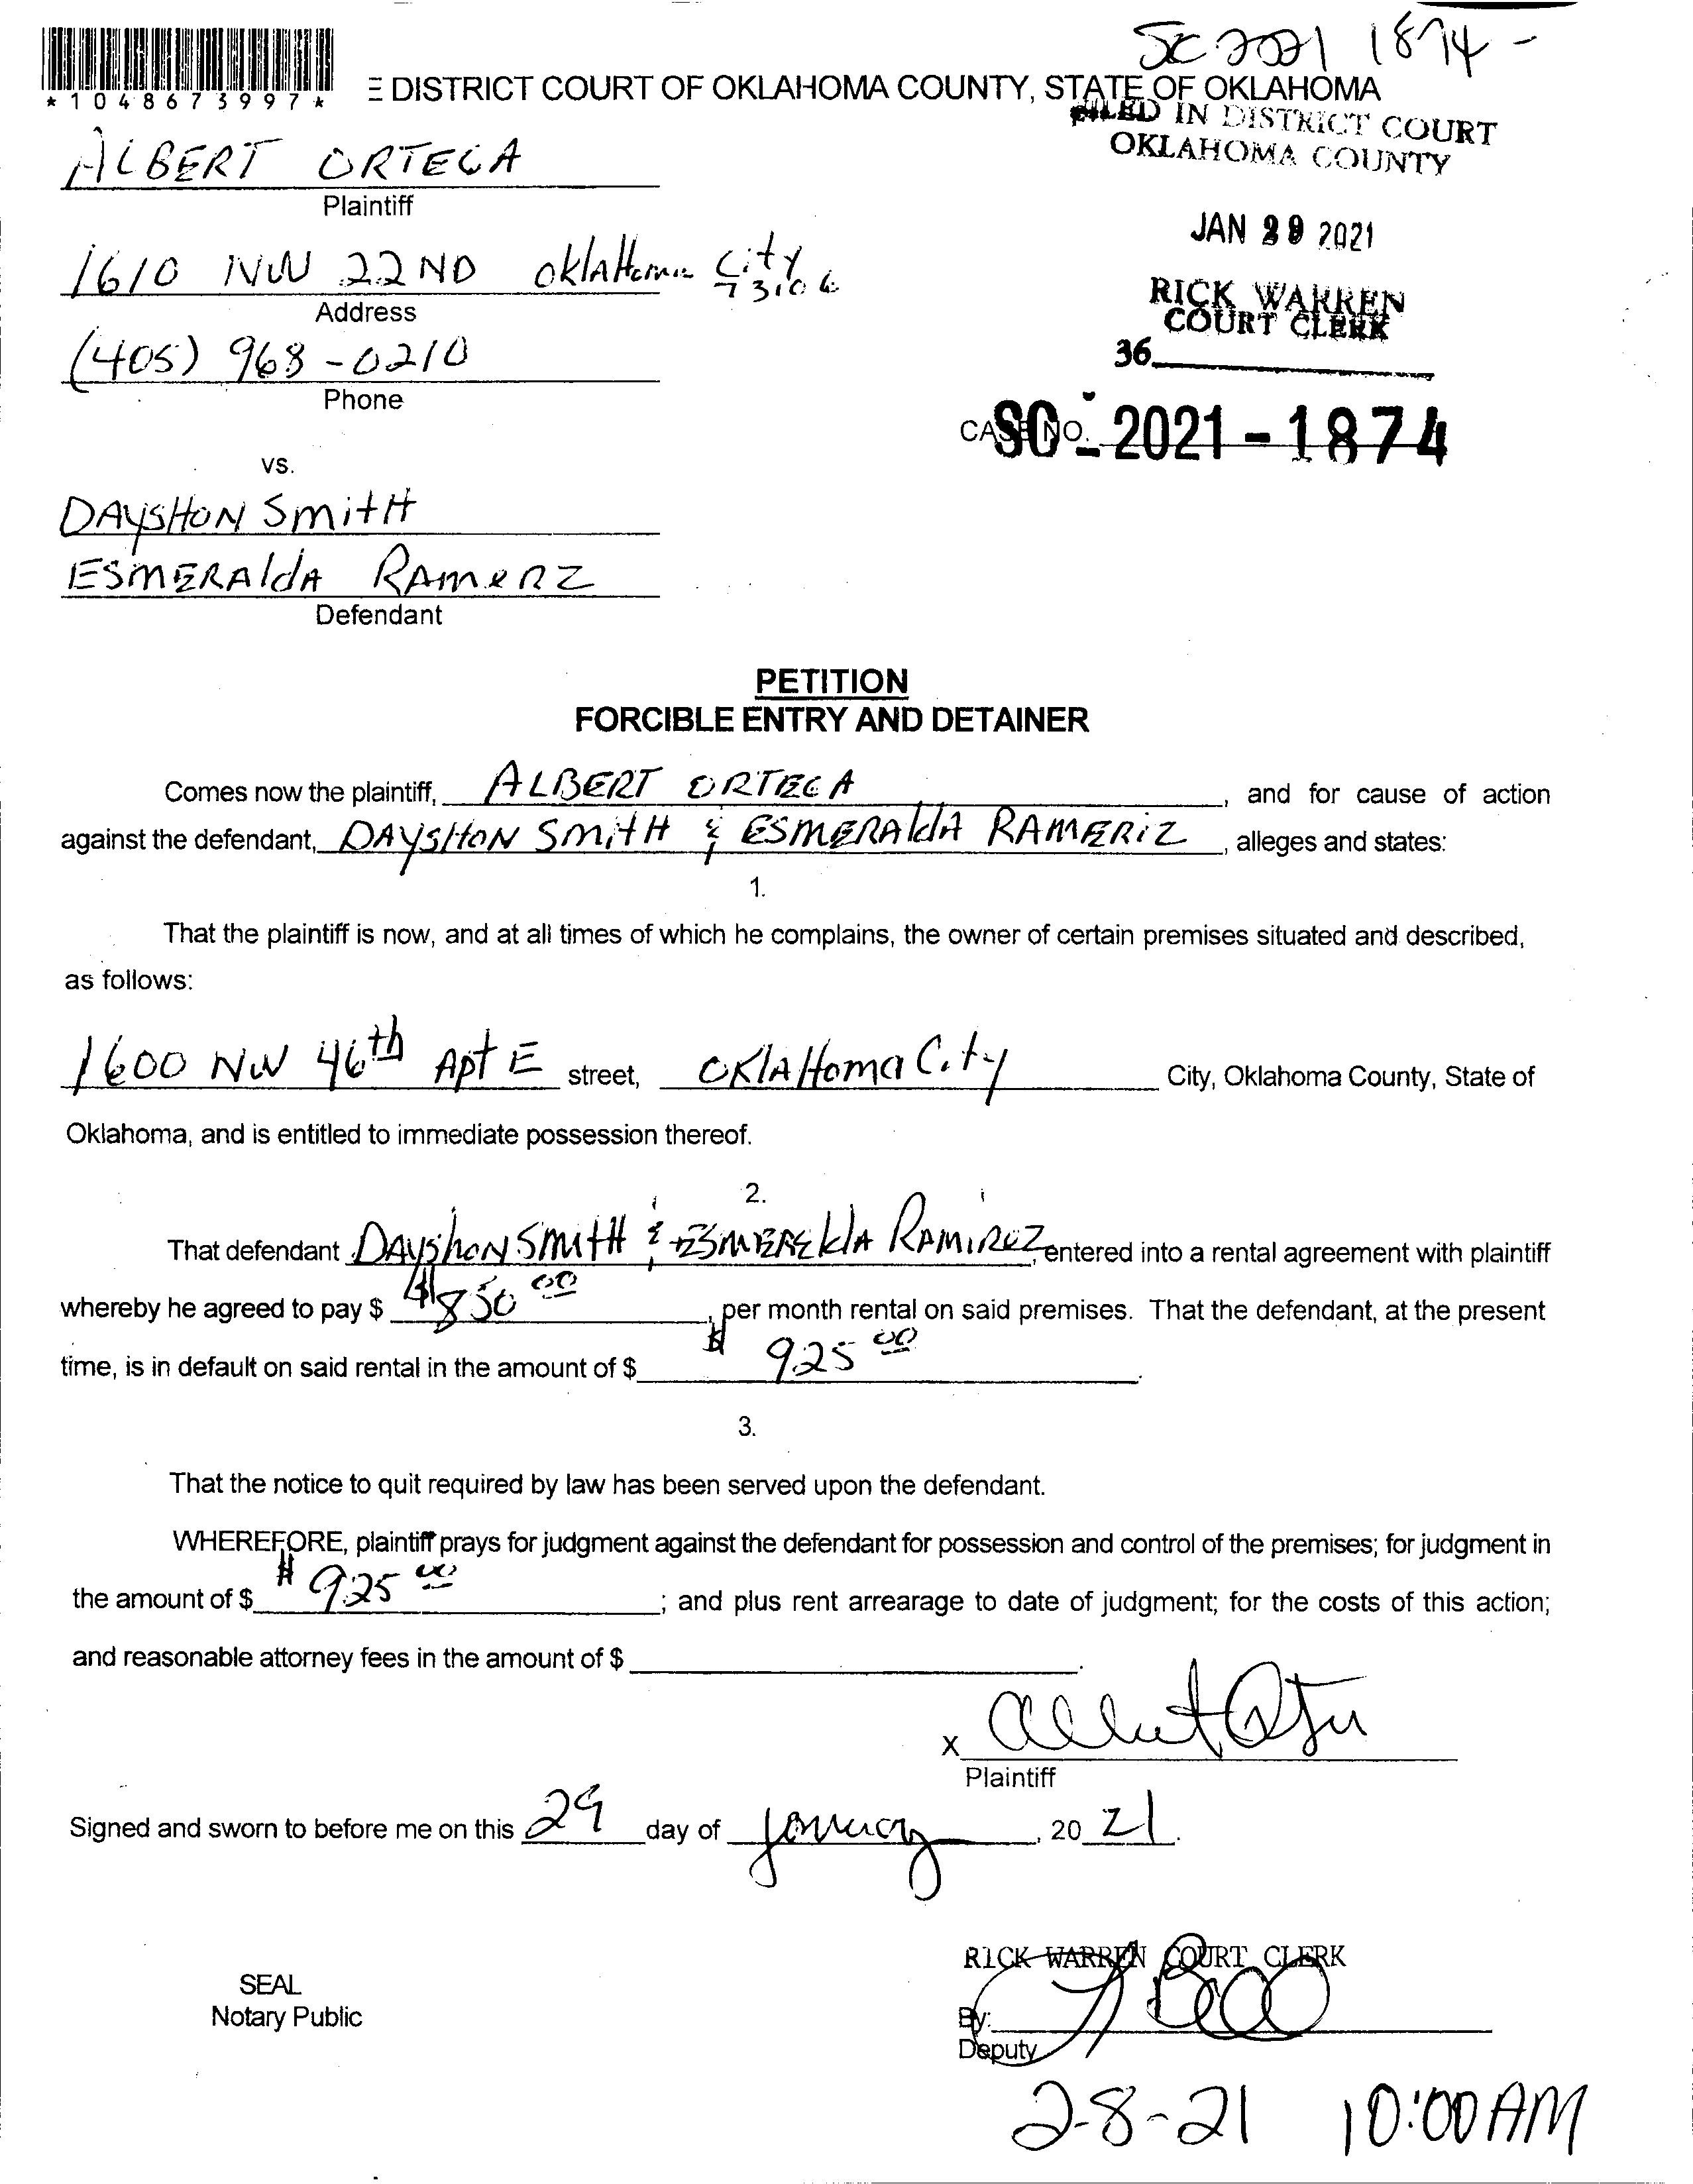 SC 2021 1874 -
*1048673997*
E DISTRICT COURT OF OKLAHOMA COUNTY, STATE OF OKLAHOMA
FILED IN DISTRICT COURT
OKLAHOMA COUNTY
ALBERT ORTEGA
Plaintiff
JAN 29 2021
1610 NW 22ND OklaHoma City
73106
Address
RICK WARREN
COURT CLERK
(405) 968-0210
36
Phone
CASE NO. SC - 2021 - 1874
vs.
DAYSHON SmitH
ESMERAldA RAMERZ
Defendant
PETITION
FORCIBLE ENTRY AND DETAINER
Comes now the plaintiff, ALBERT ORTEGA, and for cause of action
against the defendant, DAYSHON SmitH & ESMERAldA RAMERiZ, alleges and states:
1.
That the plaintiff is now, and at all times of which he complains, the owner of certain premises situated and described,
as follows:
1600 NW 46th Apt E street, OKlAHoma City City, Oklahoma County, State of
Oklahoma, and is entitled to immediate possession thereof.
2.
That defendant DAYShON SmitH & ESMEREldA RAMIREZ, entered into a rental agreement with plaintiff
whereby he agreed to pay $ $850 00, per month rental on said premises. That the defendant, at the present
time, is in default on said rental in the amount of $ $ 925 00.
3.
That the notice to quit required by law has been served upon the defendant.
WHEREFORE, plaintiff prays for judgment against the defendant for possession and control of the premises; for judgment in
the amount of $ $ 925 00; and plus rent arrearage to date of judgment; for the costs of this action;
and reasonable attorney fees in the amount of $.
X Albert Ortega
Plaintiff
Signed and sworn to before me on this 29 day of January, 20 21.
RICK WARREN COURT CLERK
SEAL
Notary Public
By:
Deputy
2-8-21 10:00 AM